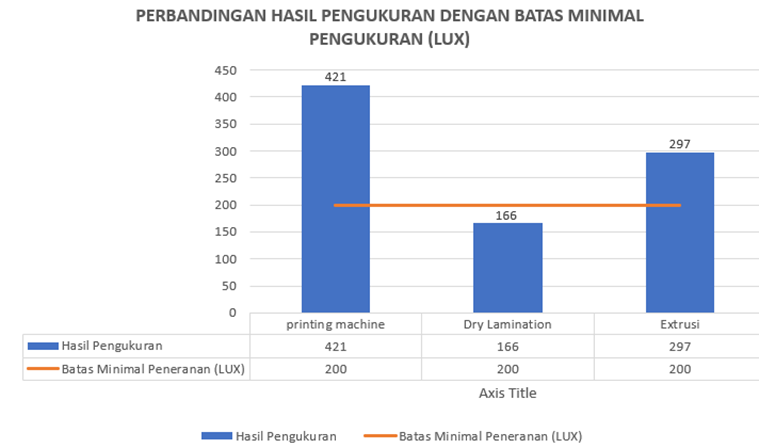 PERBANDINGAN HASIL PENGUKURAN DENGAN BATAS MINIMAL
PENGUKURAN (LUX)
450
400
350
300
250
200
150
100
50
0
421
166
297
printing machine Dry Lamination Extrusi
Hasil Pengukuran 421 166 297
Batas Minimal Peneranan (LUX) 200 200 200
Axis Title
Hasil Pengukuran Batas Minimal Peneranan (LUX)